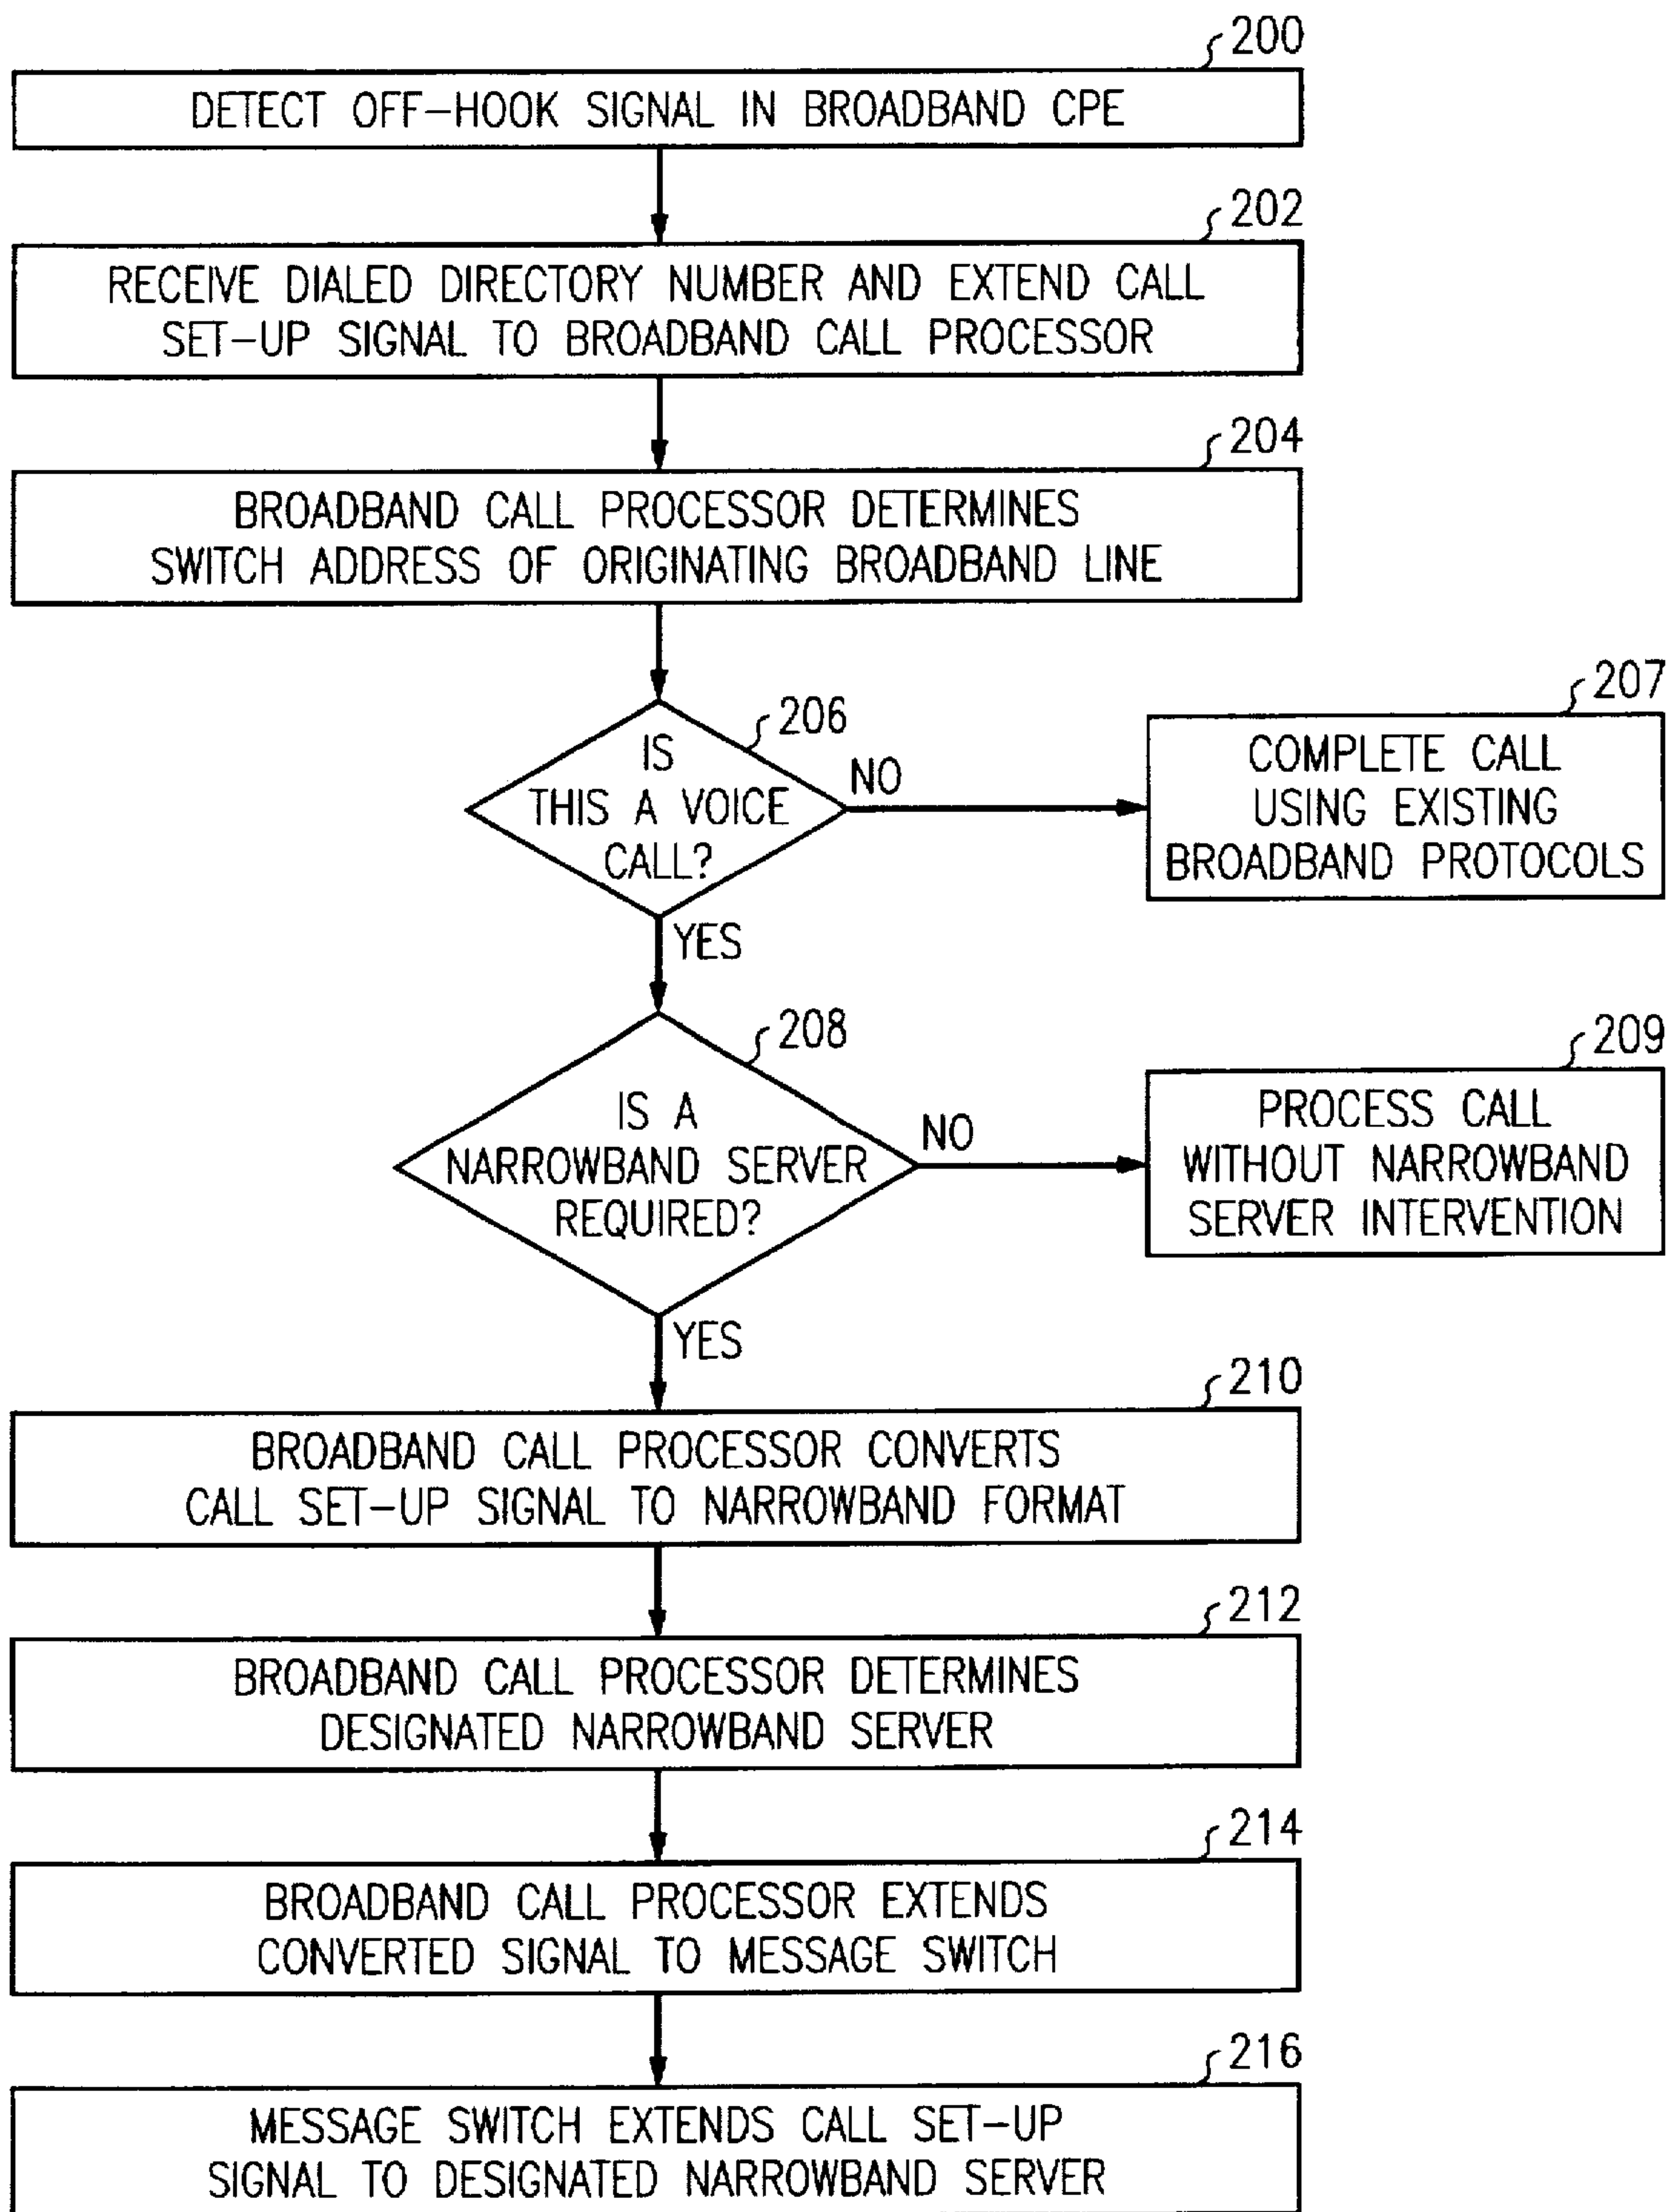 200
DETECT OFF-HOOK SIGNAL IN BROADBAND CPE
202
RECEIVE DIALED DIRECTORY NUMBER AND EXTEND CALL
SET-UP SIGNAL TO BROADBAND CALL PROCESSOR
204
BROADBAND CALL PROCESSOR DETERMINES
SWITCH ADDRESS OF ORIGINATING BROADBAND LINE
206
IS
THIS A VOICE
CALL?
NO
207
COMPLETE CALL
USING EXISTING
BROADBAND PROTOCOLS
YES
208
IS A
NARROWBAND SERVER
REQUIRED?
NO
209
PROCESS CALL
WITHOUT NARROWBAND
SERVER INTERVENTION
YES
210
BROADBAND CALL PROCESSOR CONVERTS
CALL SET-UP SIGNAL TO NARROWBAND FORMAT
212
BROADBAND CALL PROCESSOR DETERMINES
DESIGNATED NARROWBAND SERVER
214
BROADBAND CALL PROCESSOR EXTENDS
CONVERTED SIGNAL TO MESSAGE SWITCH
216
MESSAGE SWITCH EXTENDS CALL SET-UP
SIGNAL TO DESIGNATED NARROWBAND SERVER